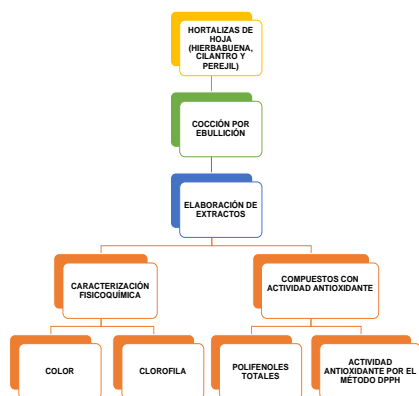 HORTALIZAS DE
HOJA
(HIERBABUENA,
CILANTRO Y
PEREJIL)
COCCIÓN POR
EBULLICIÓN
ELABORACIÓN DE
EXTRACTOS
CARACTERIZACIÓN
FISICOQUÍMICA
COMPUESTOS CON
ACTIVIDAD ANTIOXIDANTE
COLOR
CLOROFILA
POLIFENOLES
TOTALES
ACTIVIDAD
ANTIOXIDANTE POR EL
MÉTODO DPPH